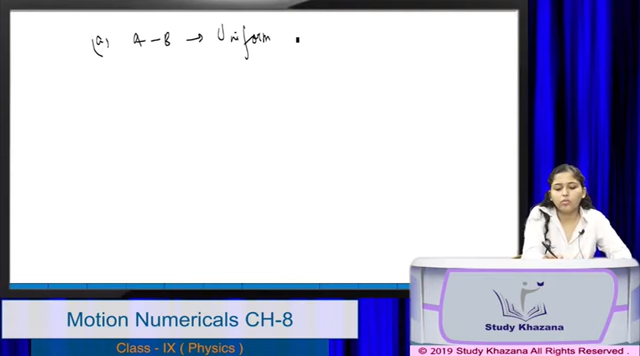 (a) A-B → Uniform
Study Khazana
Motion Numericals CH-8
Class - IX ( Physics )
© 2019 Study Khazana
All Rights Reserved